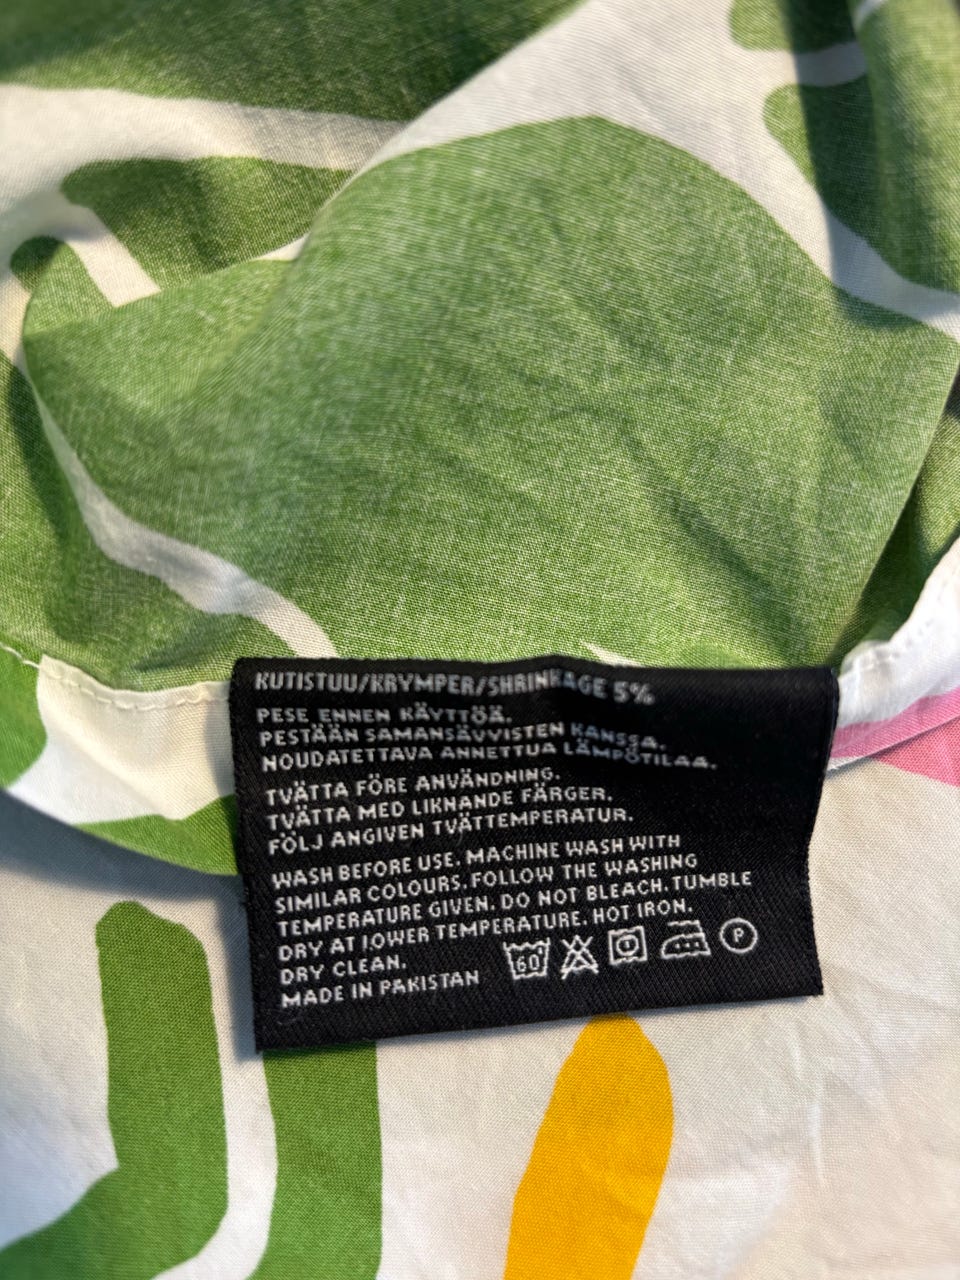 KUTISTUU/KRYMPER/SHRINKAGE 5%
PESE ENNEN KÄYTTÖÄ.
PESTÄÄN SAMANSÄVYISTEN KANSSA.
NOUDATETTAVA ANNETTUA LÄMPÖTILAA.
TVÄTTA FÖRE ANVÄNDNING.
TVÄTTA MED LIKNANDE FÄRGER.
FÖLJ ANGIVEN TVÄTTEMPERATUR.
WASH BEFORE USE. MACHINE WASH WITH
SIMILAR COLOURS. FOLLOW THE WASHING
TEMPERATURE GIVEN. DO NOT BLEACH. TUMBLE
DRY AT LOWER TEMPERATURE. HOT IRON.
DRY CLEAN.
60 P
MADE IN PAKISTAN